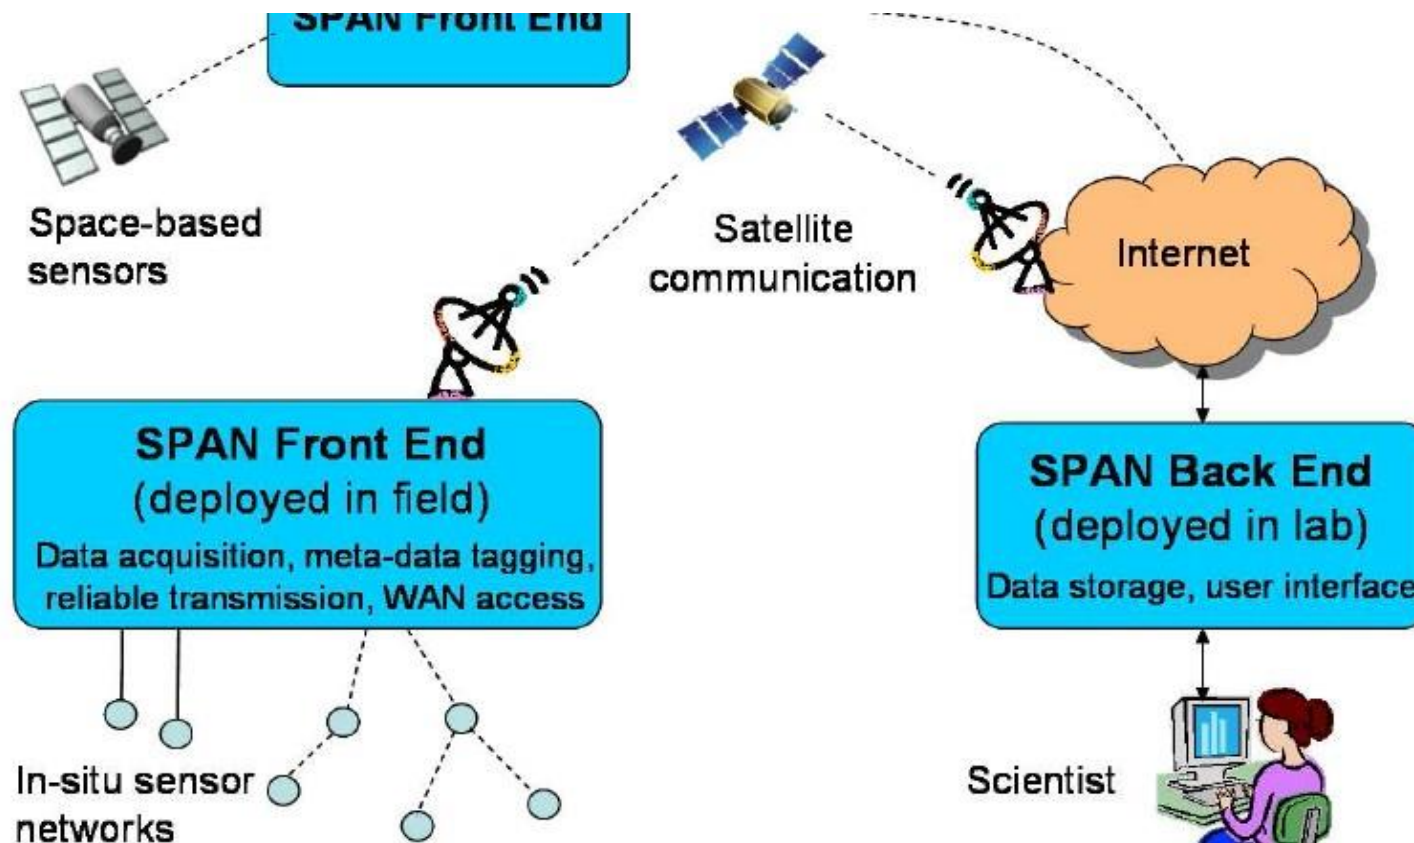 SPAN Front End
Space-based
sensors
Satellite
communication
Internet
SPAN Front End
(deployed in field)
Data acquisition, meta-data tagging,
reliable transmission, WAN access
SPAN Back End
(deployed in lab)
Data storage, user interface
In-situ sensor
networks
Scientist